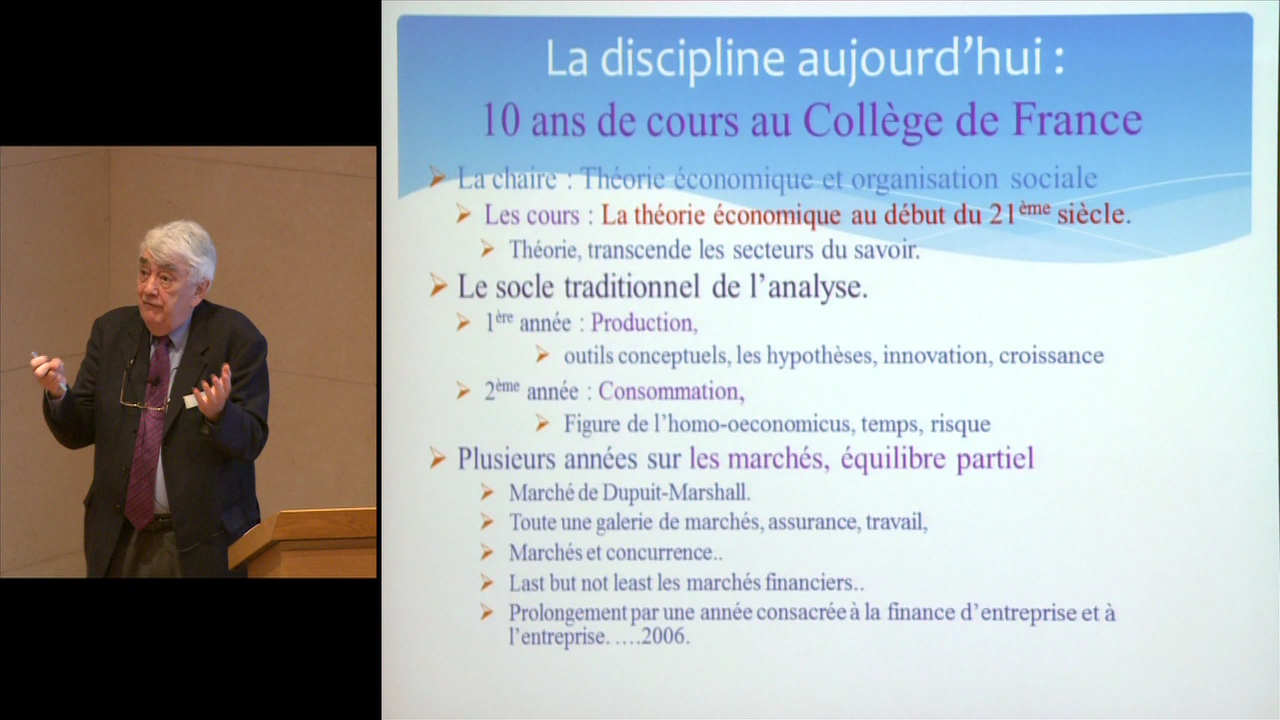 La discipline aujourd’hui :
10 ans de cours au Collège de France
La chaire : Théorie économique et organisation sociale
Les cours : La théorie économique au début du 21ème siècle.
Théorie, transcende les secteurs du savoir.
Le socle traditionnel de l’analyse.
1ère année : Production,
outils conceptuels, les hypothèses, innovation, croissance
2ème année : Consommation,
Figure de l’homo-oeconomicus, temps, risque
Plusieurs années sur les marchés, équilibre partiel
Marché de Dupuit-Marshall.
Toute une galerie de marchés, assurance, travail,
Marchés et concurrence..
Last but not least les marchés financiers..
Prolongement par une année consacrée à la finance d’entreprise et à
l’entreprise. ….2006.